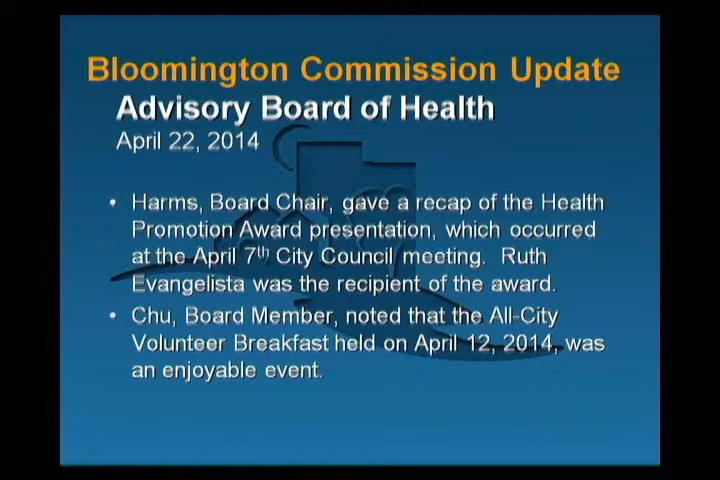 Bloomington Commission Update
Advisory Board of Health
April 22, 2014
• Harms, Board Chair, gave a recap of the Health
Promotion Award presentation, which occurred
at the April 7th City Council meeting. Ruth
Evangelista was the recipient of the award.
• Chu, Board Member, noted that the All-City
Volunteer Breakfast held on April 12, 2014, was
an enjoyable event.